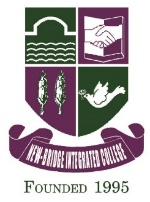 NEW-BRIDGE INTEGRATED COLLEGE
FOUNDED 1995